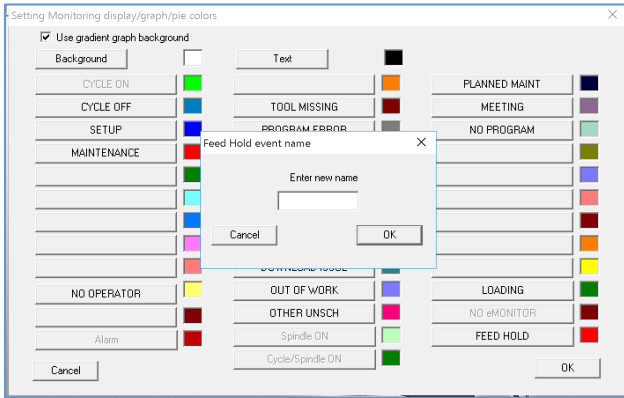 Setting Monitoring display/graph/pie colors
Use gradient graph background
Background
Text
CYCLE ON
PLANNED MAINT
CYCLE OFF
TOOL MISSING
MEETING
SETUP
PROGRAM ERROR
NO PROGRAM
MAINTENANCE
Feed Hold event name
Enter new name
Cancel
OK
DOWNLOAD ISSUE
NO OPERATOR
OUT OF WORK
LOADING
OTHER UNSCH
NO eMONITOR
Alarm
Spindle ON
FEED HOLD
Cycle/Spindle ON
Cancel
OK